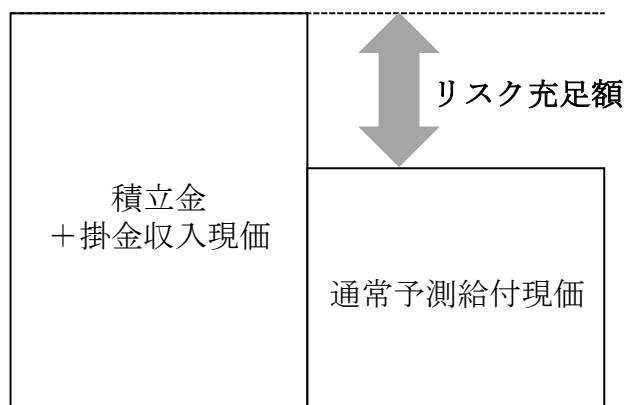 リスク充足額
積立金
＋掛金収入現価
通常予測給付現価